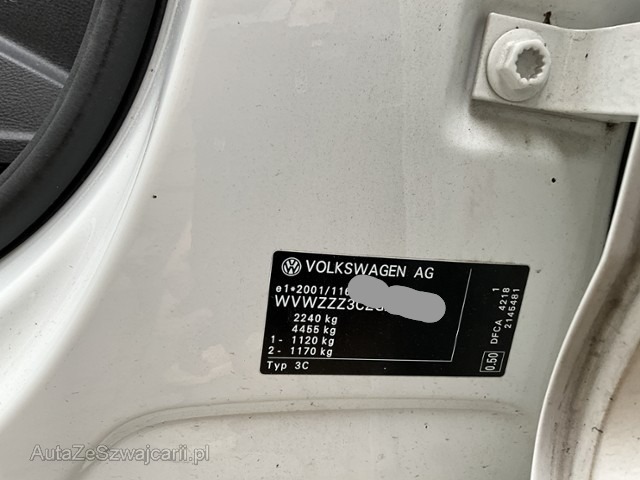 VOLKSWAGEN AG
e1*2001/116
WVWZZZ3CZ
2240 kg
4455 kg
1- 1120 kg
2- 1170 kg
Typ 3C
0.50 DFCA 4218 1
2145481
AutaZeSzwajcarii.pl